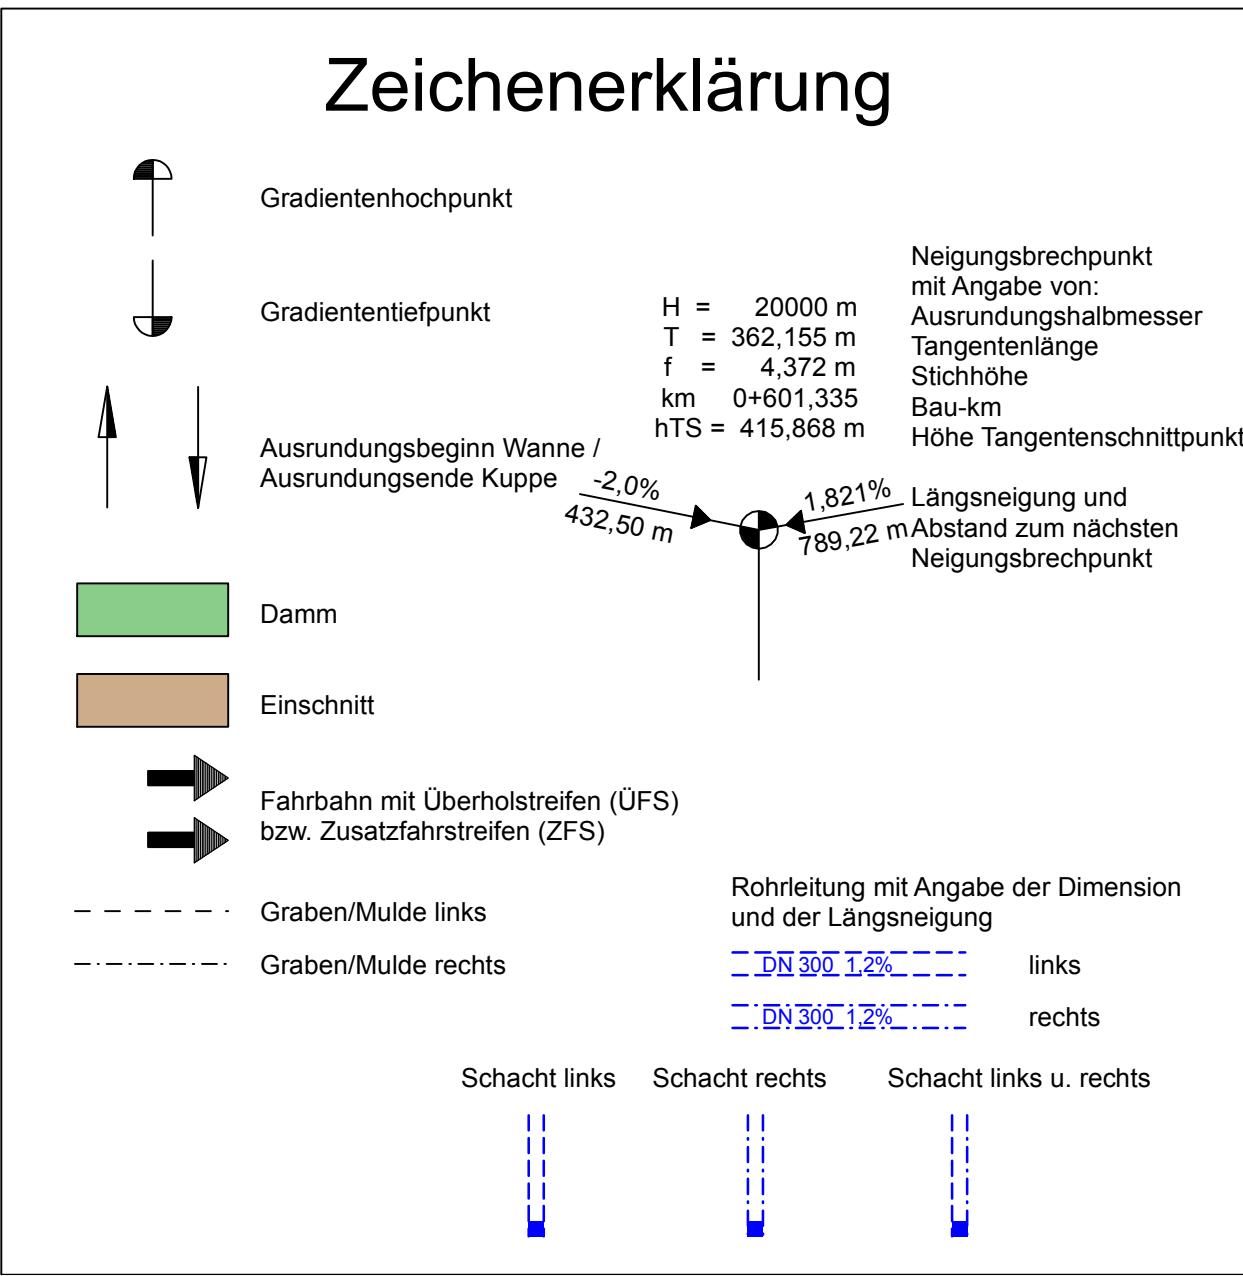 Zeichenerklärung
Gradientenhochpunkt
Gradiententiefpunkt
H = 20000 m
T = 362,155 m
f = 4,372 m
km 0+601,335
hTS = 415,868 m
Neigungsbrechpunkt
mit Angabe von:
Ausrundungshalbmesser
Tangentenlänge
Stichhöhe
Bau-km
Höhe Tangentenschnittpunkt
Ausrundungsbeginn Wanne /
Ausrundungsende Kuppe
-2,0%
432,50 m
1,821%
789,22 m
Längsneigung und
Abstand zum nächsten
Neigungsbrechpunkt
Damm
Einschnitt
Fahrbahn mit Überholstreifen (ÜFS)
bzw. Zusatzfahrstreifen (ZFS)
Graben/Mulde links
Graben/Mulde rechts
Rohrleitung mit Angabe der Dimension
und der Längsneigung
DN 300 1,2% links
DN 300 1,2% rechts
Schacht links Schacht rechts Schacht links u. rechts